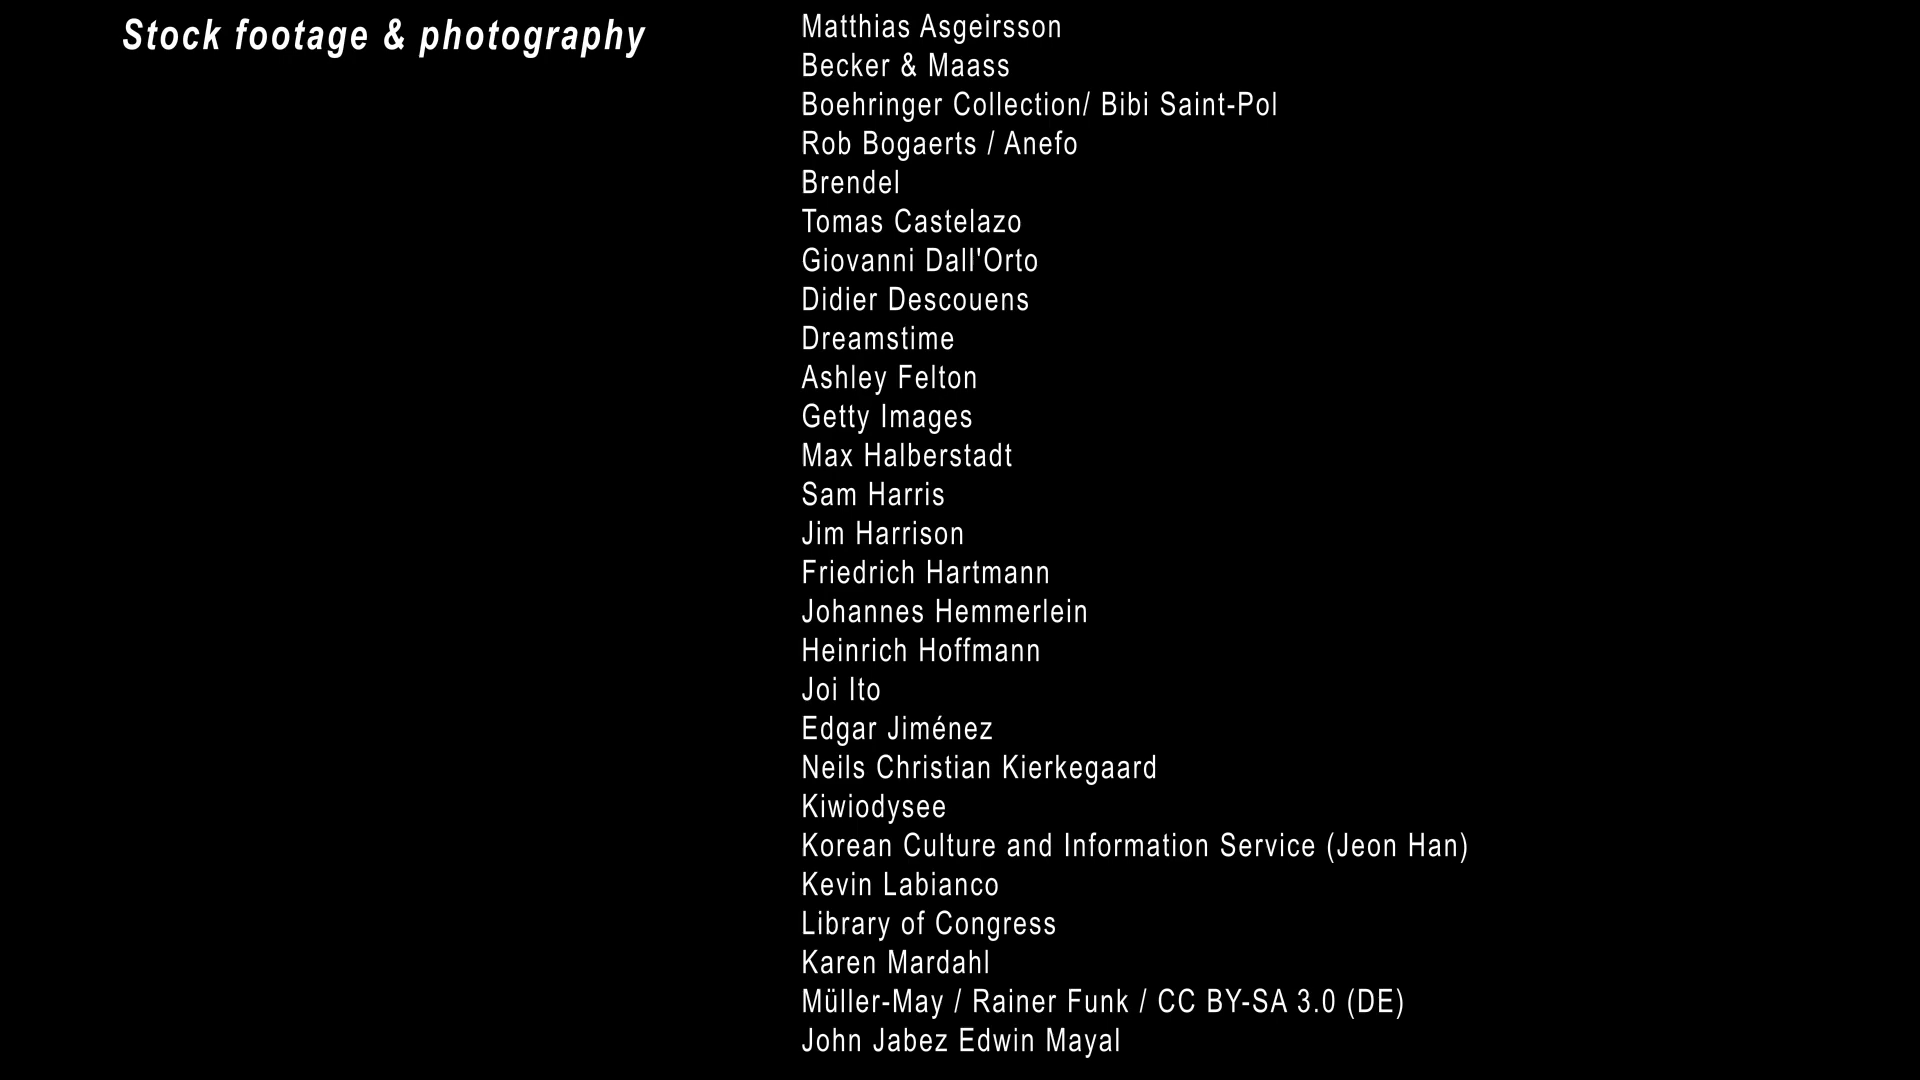 Stock footage & photography
Matthias Asgeirsson
Becker & Maass
Boehringer Collection/ Bibi Saint-Pol
Rob Bogaerts / Anefo
Brendel
Tomas Castelazo
Giovanni Dall'Orto
Didier Descouens
Dreamstime
Ashley Felton
Getty Images
Max Halberstadt
Sam Harris
Jim Harrison
Friedrich Hartmann
Johannes Hemmerlein
Heinrich Hoffmann
Joi Ito
Edgar Jiménez
Neils Christian Kierkegaard
Kiwiodysee
Korean Culture and Information Service (Jeon Han)
Kevin Labianco
Library of Congress
Karen Mardahl
Müller-May / Rainer Funk / CC BY-SA 3.0 (DE)
John Jabez Edwin Mayal